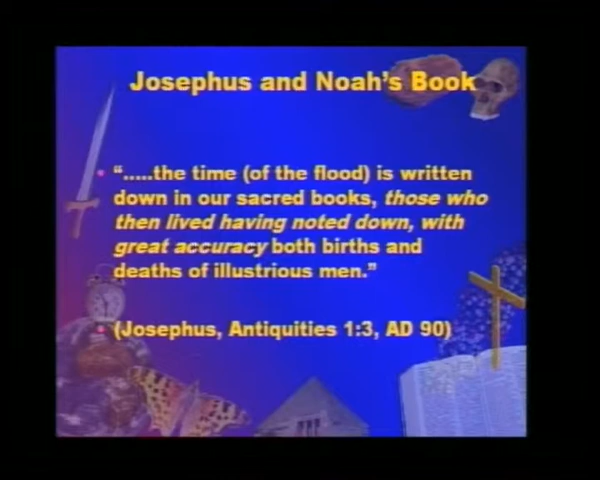 Josephus and Noah's Book
• “.....the time (of the flood) is written
down in our sacred books, those who
then lived having noted down, with
great accuracy both births and
deaths of illustrious men.”
• (Josephus, Antiquities 1:3, AD 90)